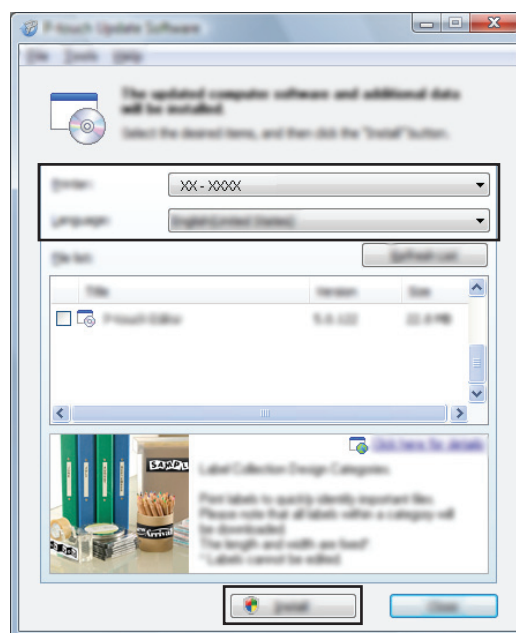 P-touch Update Software
File Tools Help
The updated computer software and additional data
will be installed.
Select the desired items, and then click the "Install" button.
Printer:
XX - XXXX
Language:
English(United States)
File list:
Refresh List
Title Version Size
P-touch Editor 5.0.122 22.8 MB
Click here for details
Label Collection Design Categories
Print labels to quickly identify important files.
Please note that all labels within a category will
be downloaded.
The length and width are fixed*.
*Labels cannot be edited.
SAMPL
Arrival
Install
Close